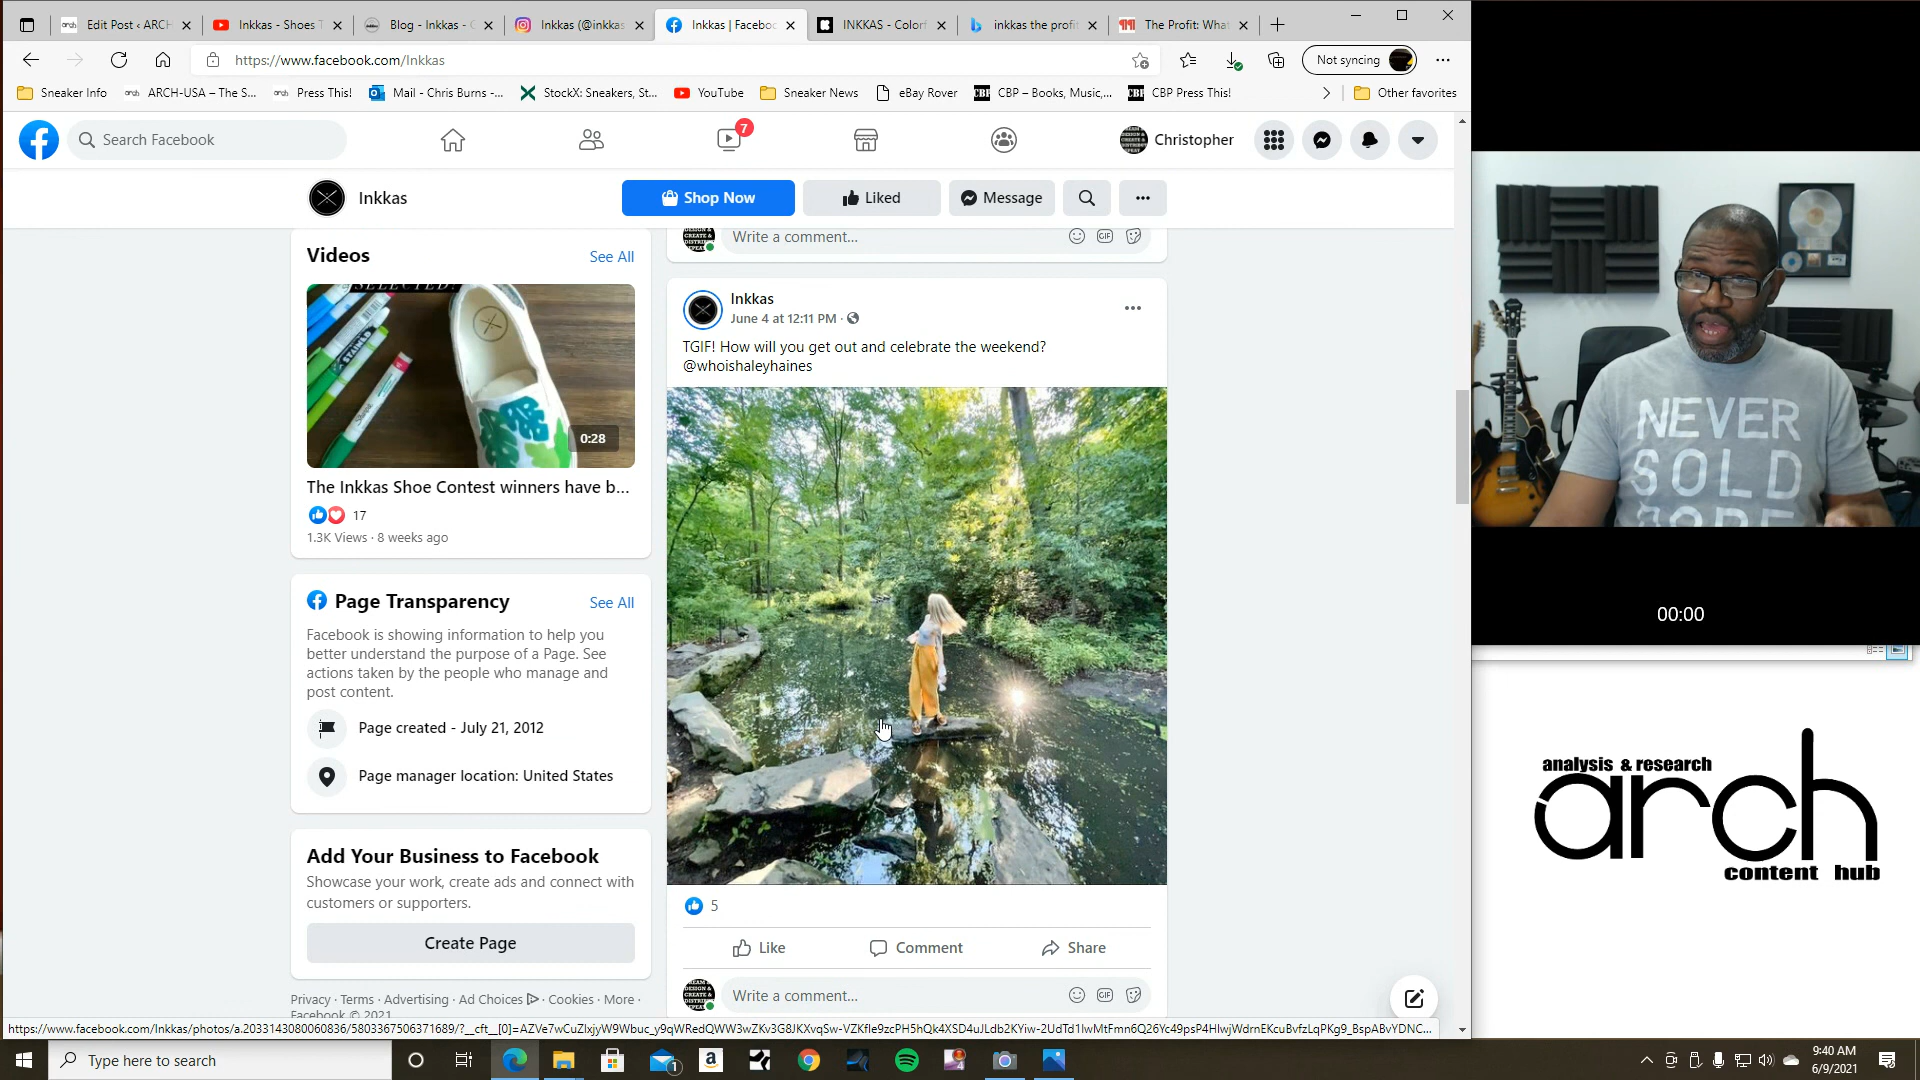 Edit Post ‹ ARCH
Inkkas - Shoes T
Blog - Inkkas - G
Inkkas (@inkkas
Inkkas | Facebook
INKKAS - Colorf
inkkas the profit
The Profit: What
https://www.facebook.com/Inkkas
Not syncing
Sneaker Info
ARCH-USA – The S...
Press This!
Mail - Chris Burns -...
StockX: Sneakers, St...
YouTube
Sneaker News
eBay Rover
CBP – Books, Music,...
CBP Press This!
Other favorites
Search Facebook
7
Christopher
Inkkas
Shop Now
Liked
Message
Videos
See All
Write a comment...
GIF
SELECTED!
0:28
The Inkkas Shoe Contest winners have b...
17
1.3K Views · 8 weeks ago
Page Transparency
See All
Facebook is showing information to help you
better understand the purpose of a Page. See
actions taken by the people who manage and
post content.
Page created - July 21, 2012
Page manager location: United States
Add Your Business to Facebook
Showcase your work, create ads and connect with
customers or supporters.
Create Page
Privacy · Terms · Advertising · Ad Choices · Cookies · More ·
Facebook © 2021
Inkkas
June 4 at 12:11 PM ·
TGIF! How will you get out and celebrate the weekend?
@whoishaleyhaines
5
Like
Comment
Share
Write a comment...
GIF
NEVER
SOLD
00:00
analysis & research
arch
content hub
Type here to search
1
9:40 AM
6/9/2021